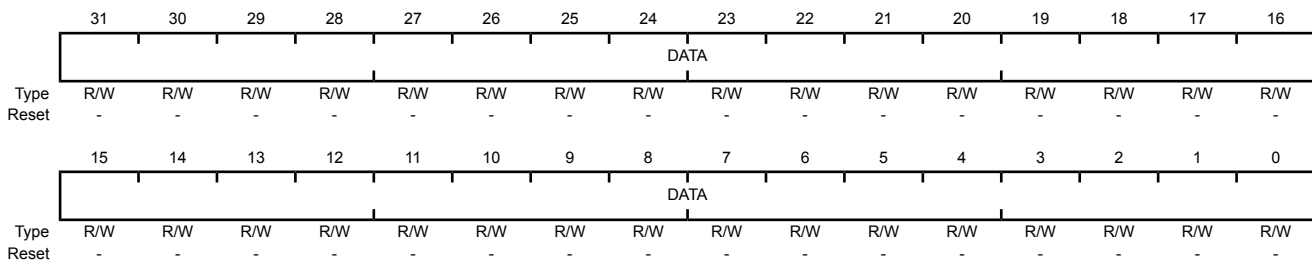 31 30 29 28 27 26 25 24 23 22 21 20 19 18 17 16
DATA
Type R/W R/W R/W R/W R/W R/W R/W R/W R/W R/W R/W R/W R/W R/W R/W R/W
Reset - - - - - - - - - - - - - - - -
15 14 13 12 11 10 9 8 7 6 5 4 3 2 1 0
DATA
Type R/W R/W R/W R/W R/W R/W R/W R/W R/W R/W R/W R/W R/W R/W R/W R/W
Reset - - - - - - - - - - - - - - - -